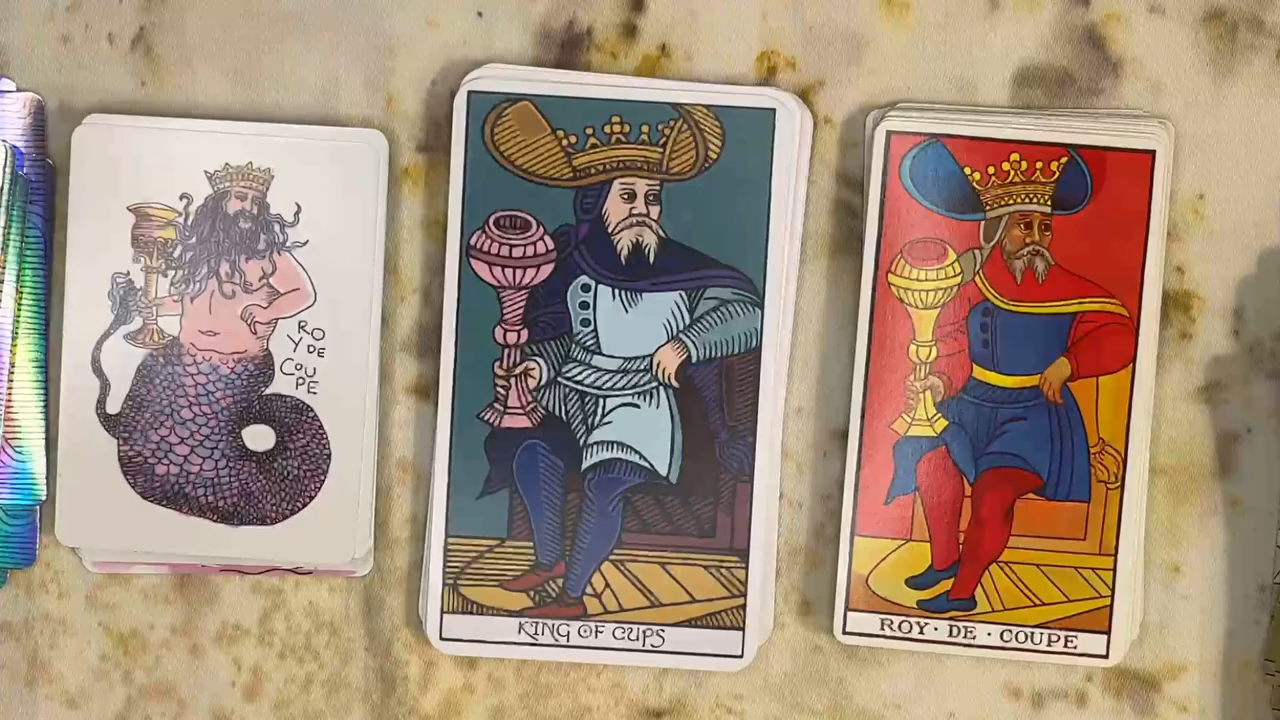 RO
Y DE
COU
PE
KING OF CUPS
ROY · DE · COUPE